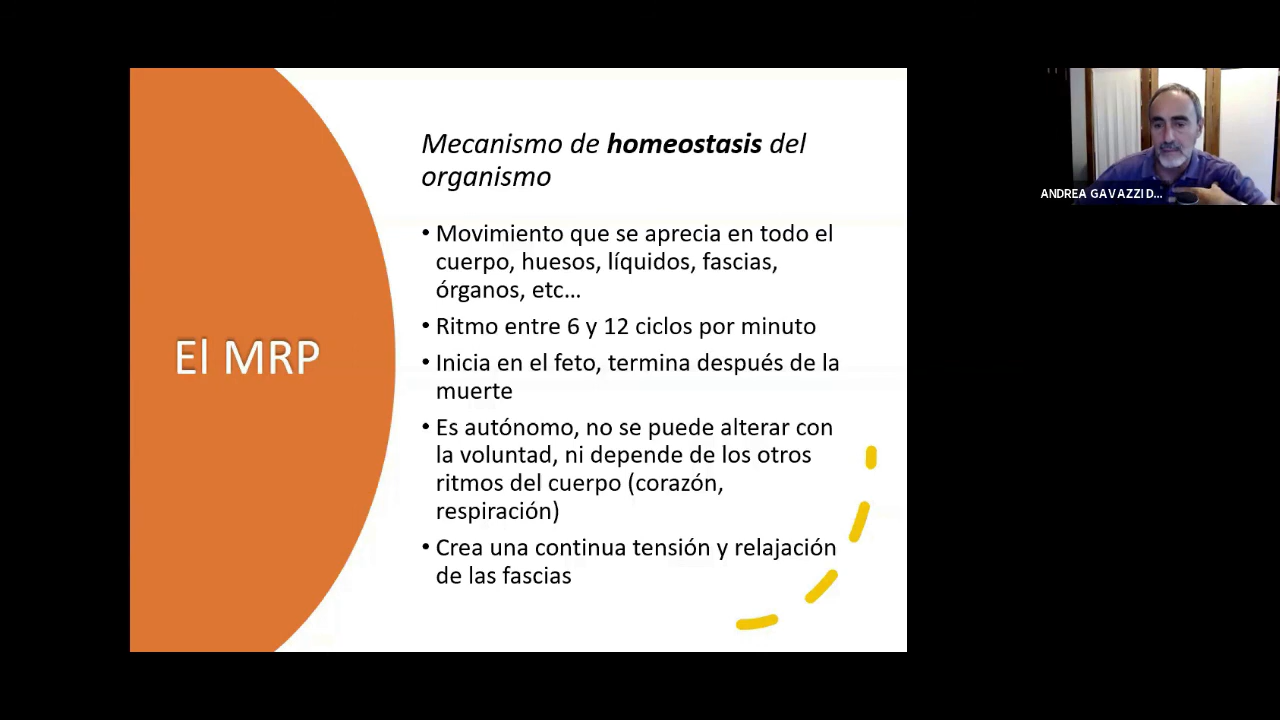 El MRP
Mecanismo de homeostasis del
organismo
• Movimiento que se aprecia en todo el
cuerpo, huesos, líquidos, fascias,
órganos, etc…
• Ritmo entre 6 y 12 ciclos por minuto
• Inicia en el feto, termina después de la
muerte
• Es autónomo, no se puede alterar con
la voluntad, ni depende de los otros
ritmos del cuerpo (corazón,
respiración)
• Crea una continua tensión y relajación
de las fascias
ANDREA GAVAZZI D...